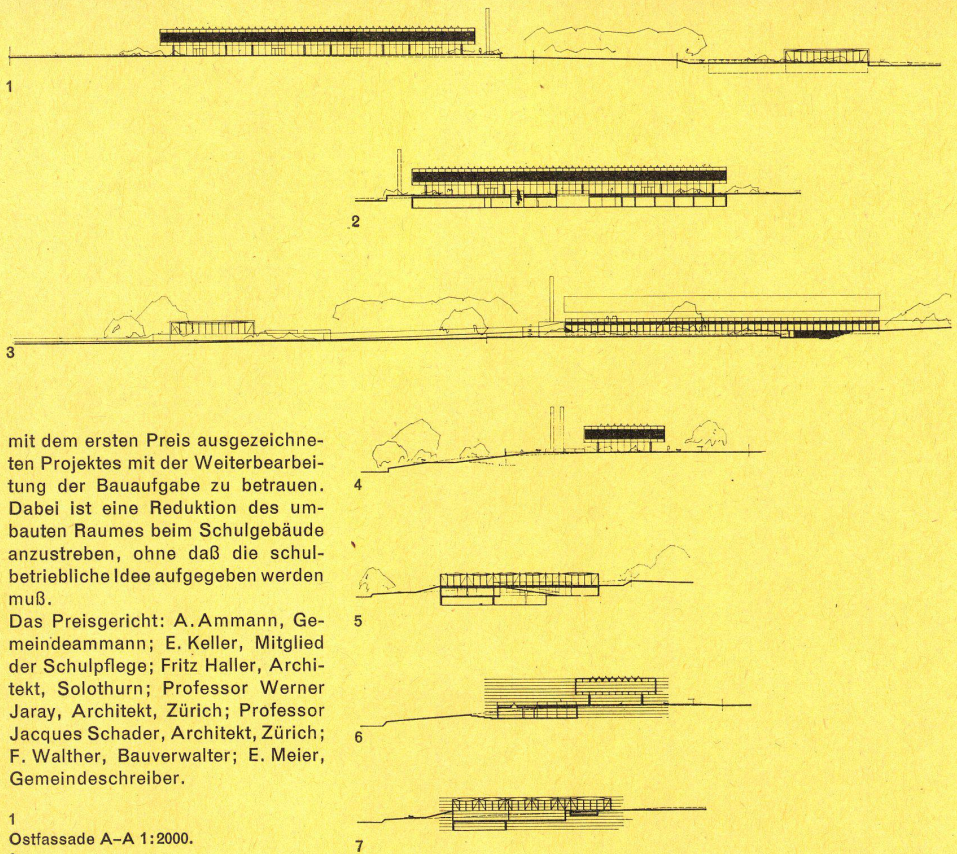 1
2
3
mit dem ersten Preis ausgezeichne-
ten Projektes mit der Weiterbearbei-
tung der Bauaufgabe zu betrauen.
Dabei ist eine Reduktion des um-
bauten Raumes beim Schulgebäude
anzustreben, ohne daß die schul-
betriebliche Idee aufgegeben werden
muß.
Das Preisgericht: A. Ammann, Ge-
meindeammann; E. Keller, Mitglied
der Schulpflege; Fritz Haller, Archi-
tekt, Solothurn; Professor Werner
Jaray, Architekt, Zürich; Professor
Jacques Schader, Architekt, Zürich;
F. Walther, Bauverwalter; E. Meier,
Gemeindeschreiber.
1
Ostfassade A–A 1:2000.
4
5
6
7